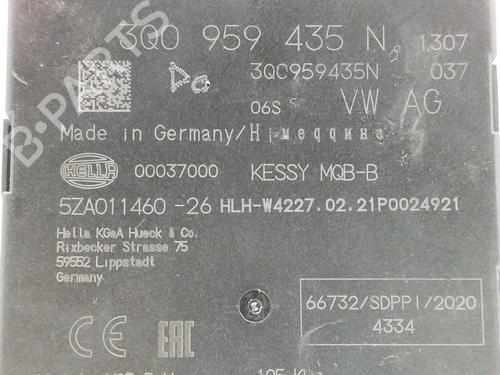 3Q0 959 435 N 1.307
3QC959435N 037
06S VW AG
Made in Germany/
HELLA 00037000 KESSY MQB-B
5ZA011460-26 HLH-W4227.02.21P0024921
Hella KGaA Hueck & Co.
Rixbecker Strasse 75
59552 Lippstadt
Germany
66732/SDPPI/2020
4334
CE EAC
B-PARTS